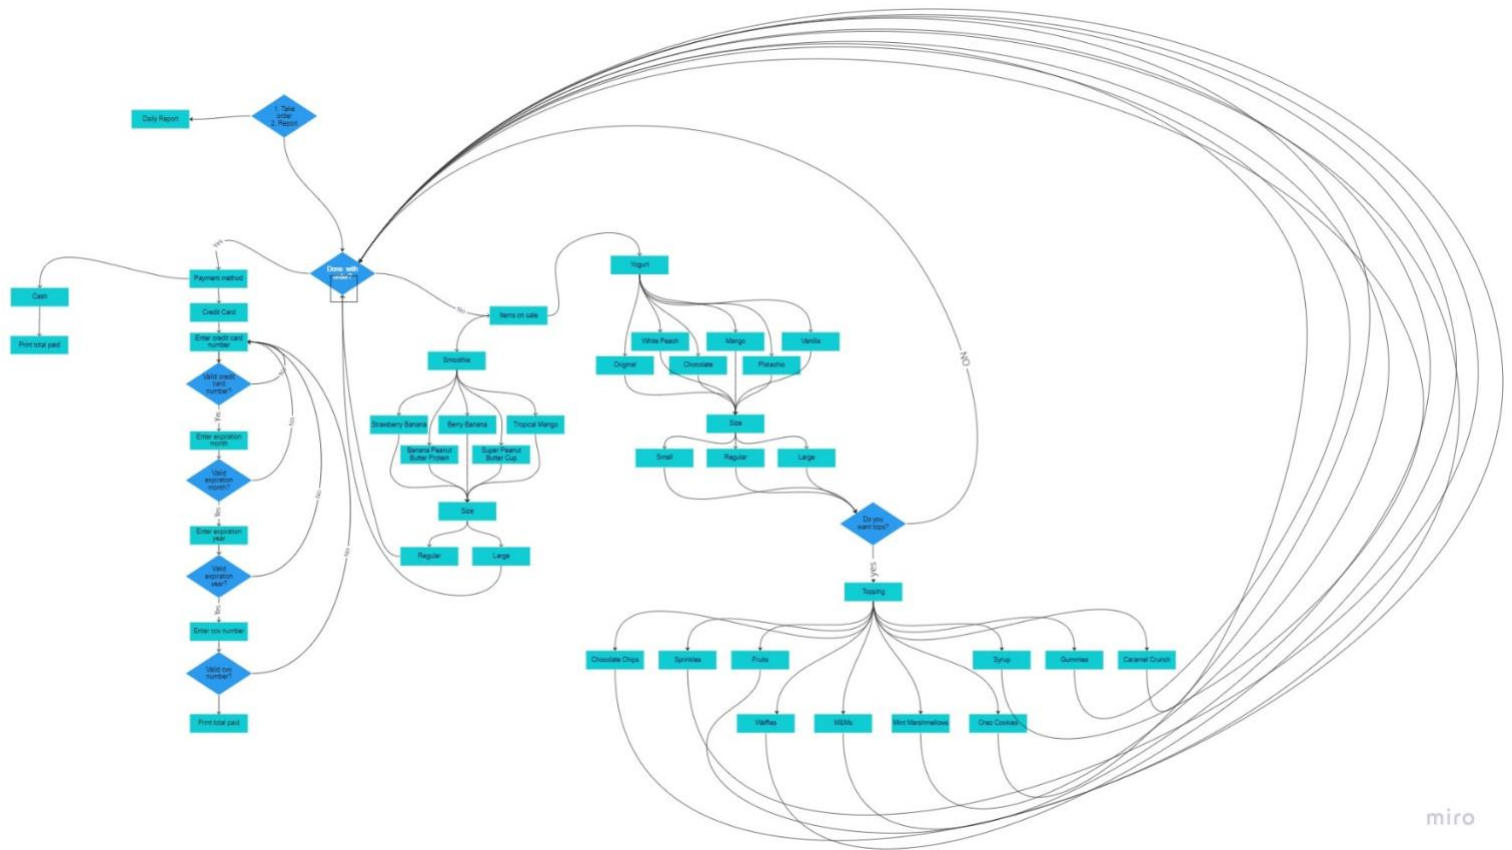 1. Take
order
2. Report
Daily Report
Done with
order?
Yes
No
Payment method
Cash
Print total paid
Credit Card
Enter credit card
number
Valid credit
card
number?
No
Yes
Enter expiration
month
Valid
expiration
month?
No
Yes
Enter expiration
year
Valid
expiration
year?
No
Yes
Enter cvv number
Valid cvv
number?
No
Print total paid
Items on sale
Smoothie
Strawberry Banana
Berry Banana
Tropical Mango
Banana Peanut
Butter Protein
Super Peanut
Butter Cup
Size
Regular
Large
Yogurt
White Peach
Mango
Vanilla
Original
Chocolate
Pistachio
Size
Small
Regular
Large
Do you
want tops?
NO
yes
Topping
Chocolate Chips
Sprinkles
Fruits
Syrup
Gummies
Caramel Crunch
Waffles
M&Ms
Mint Marshmellows
Oreo Cookies
miro